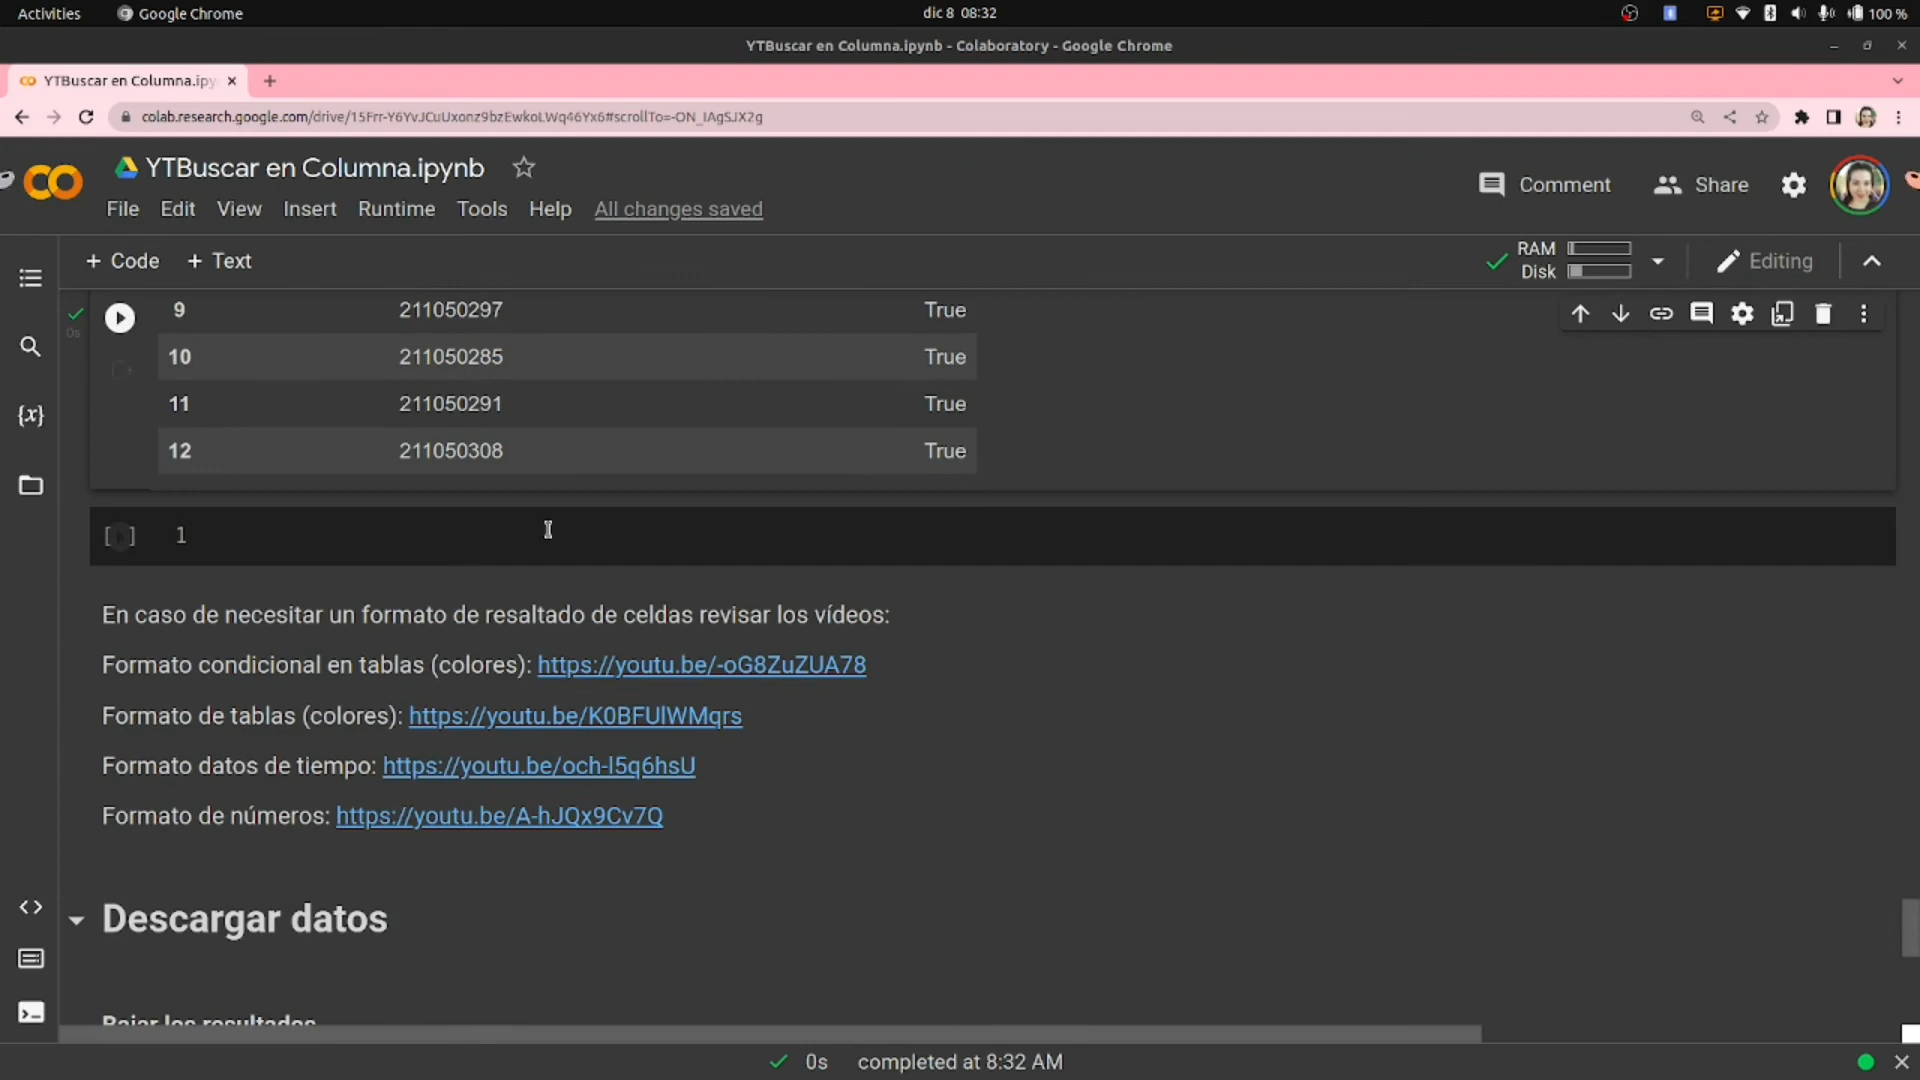 Activities Google Chrome dic 8 08:32 100 %
YTBuscar en Columna.ipynb - Colaboratory - Google Chrome
YTBuscar en Columna.ipy
colab.research.google.com/drive/15Frr-Y6YvJCuUxonz9bzEwkoLWq46Yx6#scrollTo=-ON_IAgSJX2g
YTBuscar en Columna.ipynb
Comment Share
File Edit View Insert Runtime Tools Help All changes saved
+ Code + Text RAM Disk Editing
9 211050297 True
0s
10 211050285 True
11 211050291 True
12 211050308 True
[ ] 1
En caso de necesitar un formato de resaltado de celdas revisar los vídeos:
Formato condicional en tablas (colores): https://youtu.be/-oG8ZuZUA78
Formato de tablas (colores): https://youtu.be/K0BFUlWMqrs
Formato datos de tiempo: https://youtu.be/och-l5q6hsU
Formato de números: https://youtu.be/A-hJQx9Cv7Q
Descargar datos
Bajar los resultados
0s completed at 8:32 AM